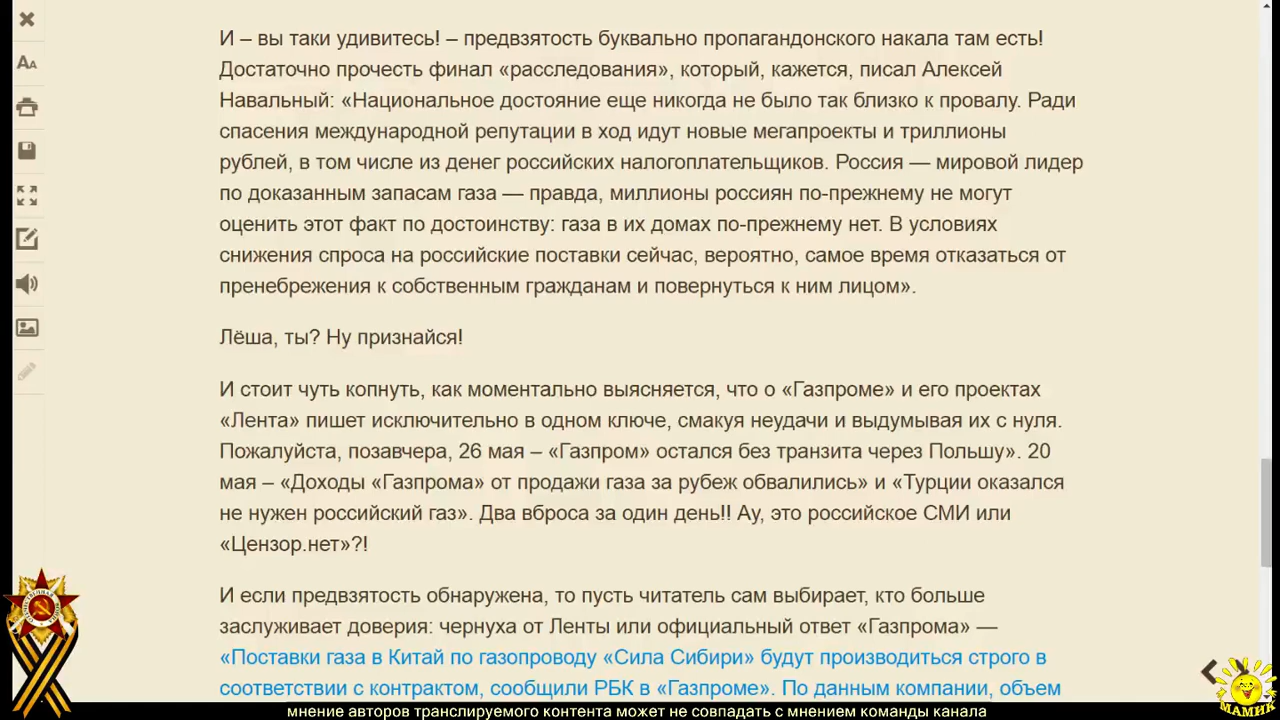 И – вы таки удивитесь! – предвзятость буквально пропагандонского накала там есть!
Достаточно прочесть финал «расследования», который, кажется, писал Алексей
Навальный: «Национальное достояние еще никогда не было так близко к провалу. Ради
спасения международной репутации в ход идут новые мегапроекты и триллионы
рублей, в том числе из денег российских налогоплательщиков. Россия — мировой лидер
по доказанным запасам газа — правда, миллионы россиян по-прежнему не могут
оценить этот факт по достоинству: газа в их домах по-прежнему нет. В условиях
снижения спроса на российские поставки сейчас, вероятно, самое время отказаться от
пренебрежения к собственным гражданам и повернуться к ним лицом».
Лёша, ты? Ну признайся!
И стоит чуть копнуть, как моментально выясняется, что о «Газпроме» и его проектах
«Лента» пишет исключительно в одном ключе, смакуя неудачи и выдумывая их с нуля.
Пожалуйста, позавчера, 26 мая – «Газпром» остался без транзита через Польшу». 20
мая – «Доходы «Газпрома» от продажи газа за рубеж обвалились» и «Турции оказался
не нужен российский газ». Два вброса за один день!! Ау, это российское СМИ или
«Цензор.нет»?!
И если предвзятость обнаружена, то пусть читатель сам выбирает, кто больше
заслуживает доверия: чернуха от Ленты или официальный ответ «Газпрома» —
«Поставки газа в Китай по газопроводу «Сила Сибири» будут производиться строго в
соответствии с контрактом, сообщили РБК в «Газпроме». По данным компании, объем
МАМИК
мнение авторов транслируемого контента может не совпадать с мнением команды канала